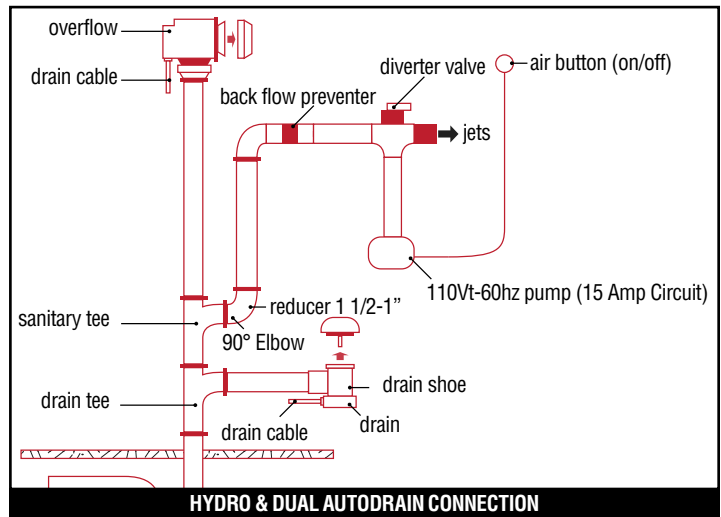 overflow
drain cable
back flow preventer
diverter valve
air button (on/off)
jets
110Vt-60hz pump (15 Amp Circuit)
sanitary tee
reducer 1 1/2-1”
90° Elbow
drain shoe
drain tee
drain cable
drain
HYDRO & DUAL AUTODRAIN CONNECTION